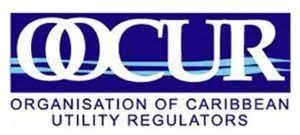 OOCUR
ORGANISATION OF CARIBBEAN
UTILITY REGULATORS